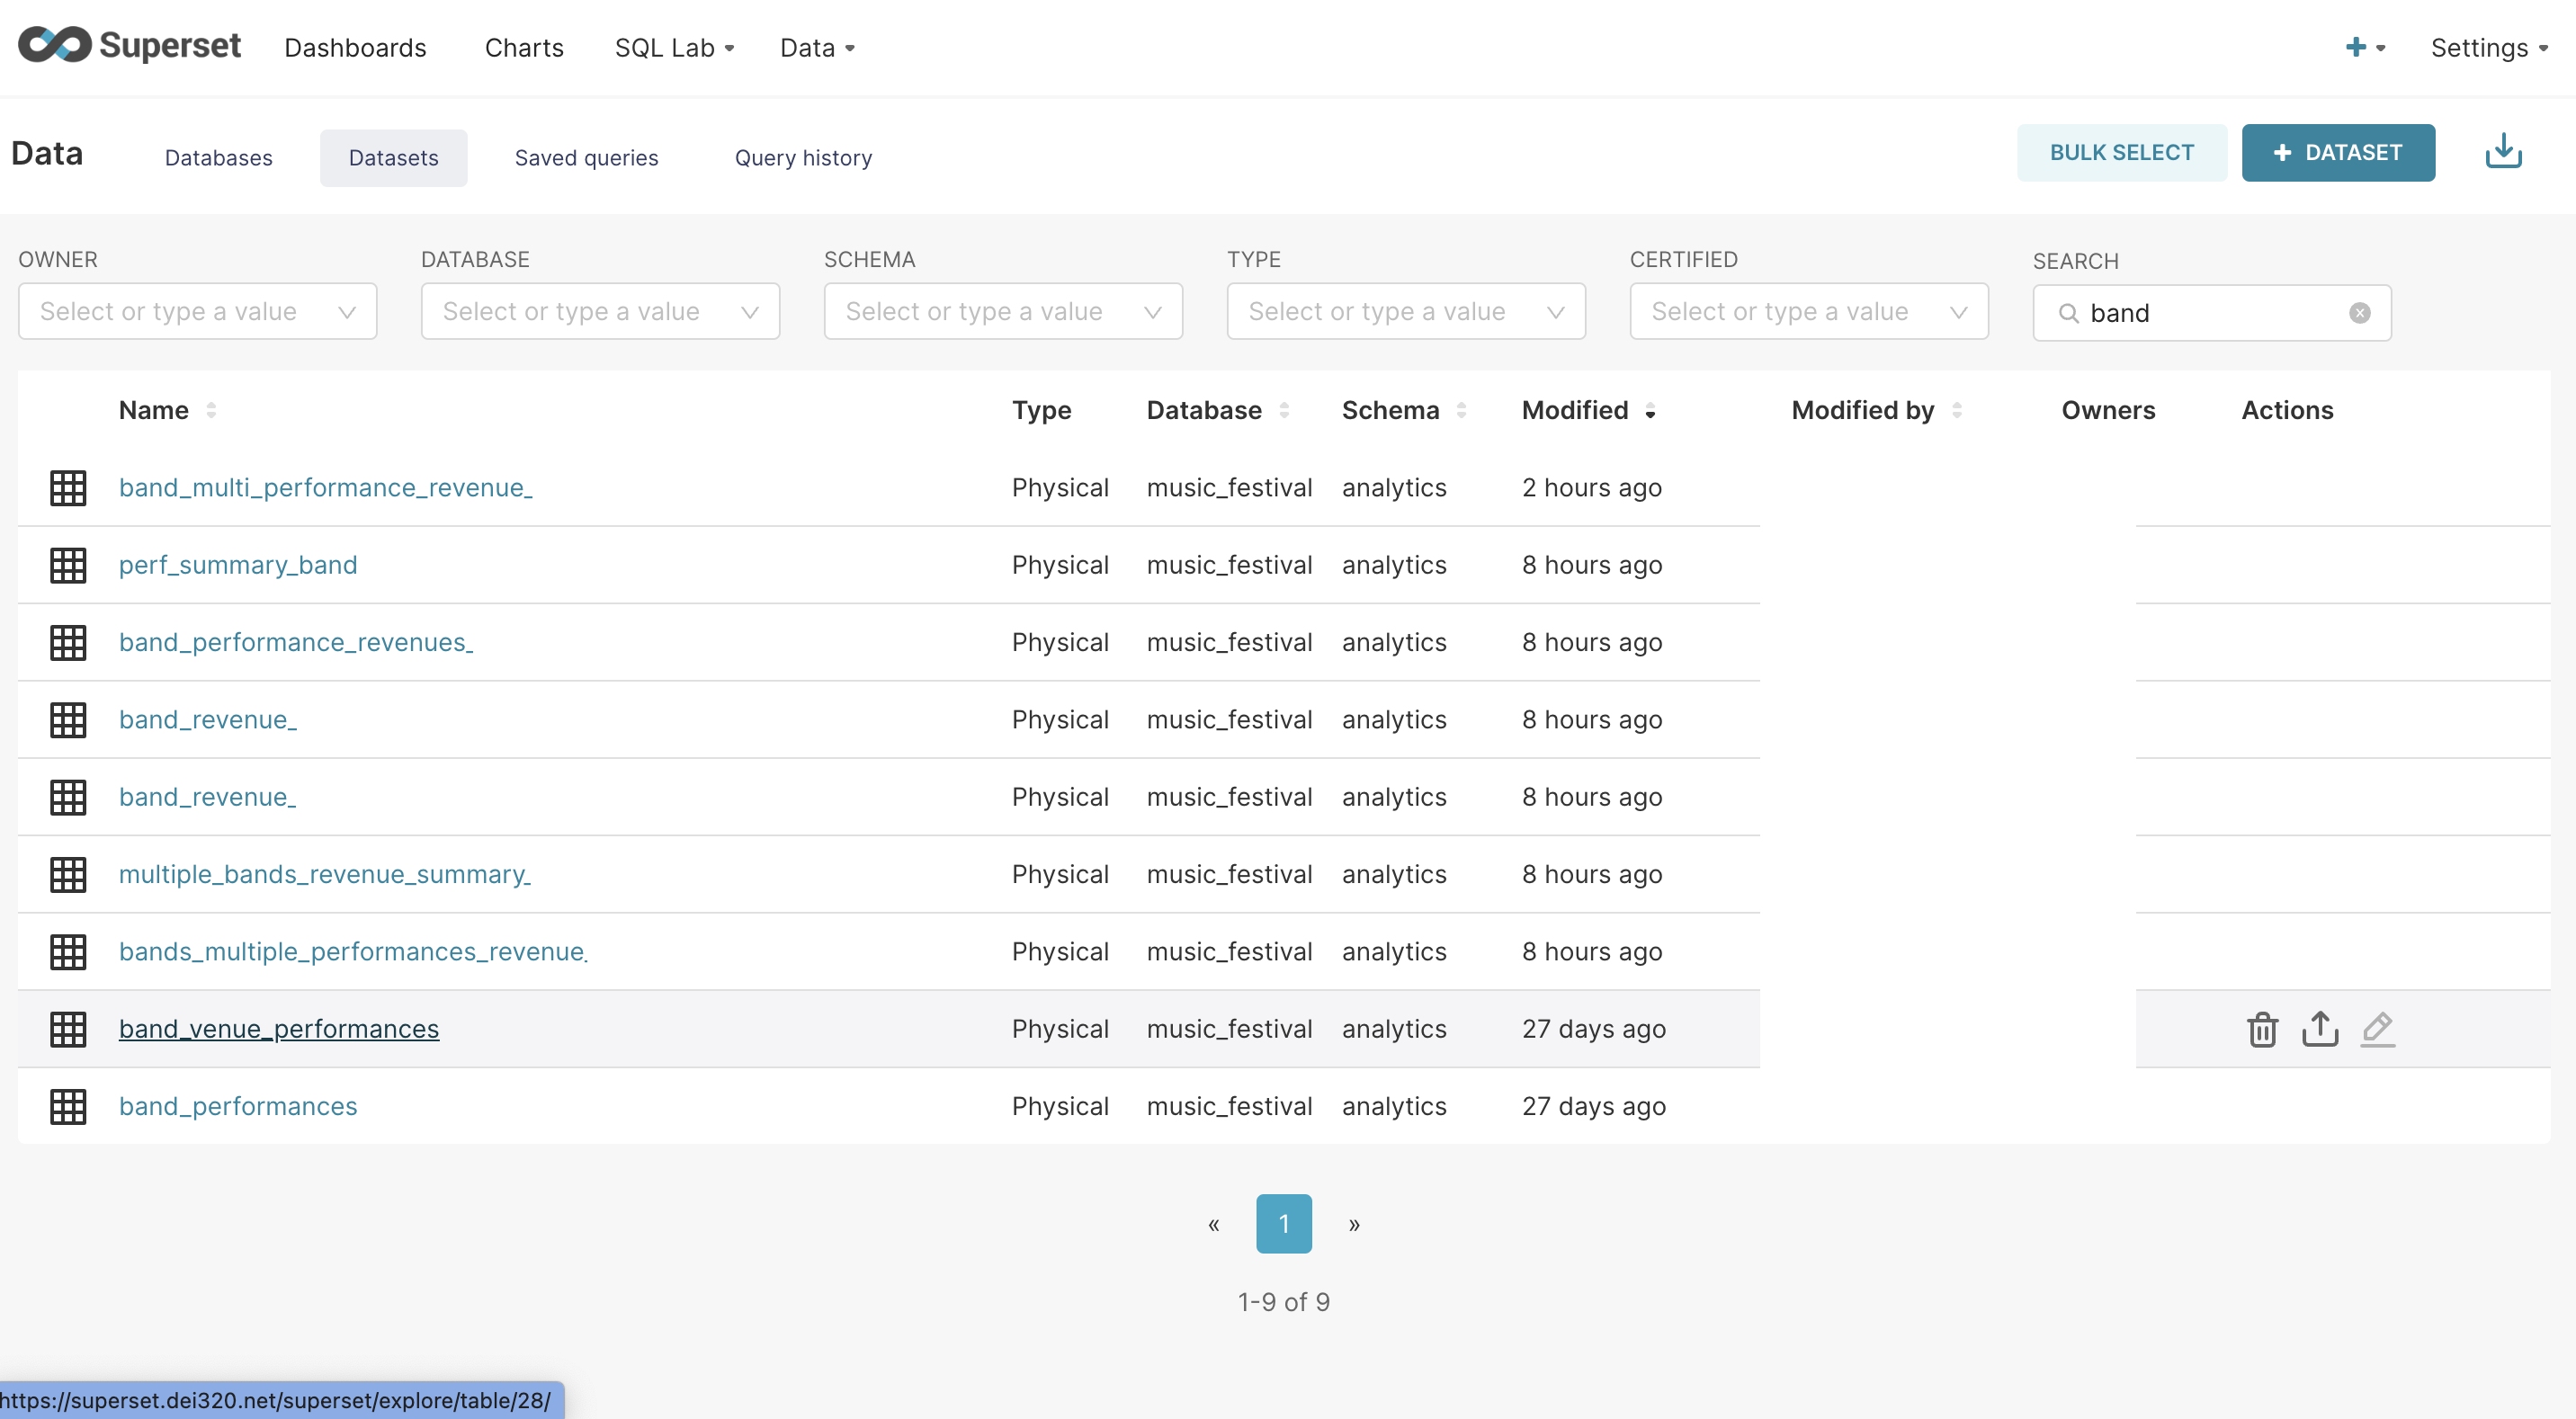 Superset Dashboards Charts SQL Lab Data + Settings
Data Databases Datasets Saved queries Query history BULK SELECT + DATASET
OWNER DATABASE SCHEMA TYPE CERTIFIED SEARCH
Select or type a value Select or type a value Select or type a value Select or type a value Select or type a value band
Name Type Database Schema Modified Modified by Owners Actions
band_multi_performance_revenue_ Physical music_festival analytics 2 hours ago
perf_summary_band Physical music_festival analytics 8 hours ago
band_performance_revenues_ Physical music_festival analytics 8 hours ago
band_revenue_ Physical music_festival analytics 8 hours ago
band_revenue_ Physical music_festival analytics 8 hours ago
multiple_bands_revenue_summary_ Physical music_festival analytics 8 hours ago
bands_multiple_performances_revenue_ Physical music_festival analytics 8 hours ago
band_venue_performances Physical music_festival analytics 27 days ago
band_performances Physical music_festival analytics 27 days ago
« 1 »
1-9 of 9
https://superset.dei320.net/superset/explore/table/28/